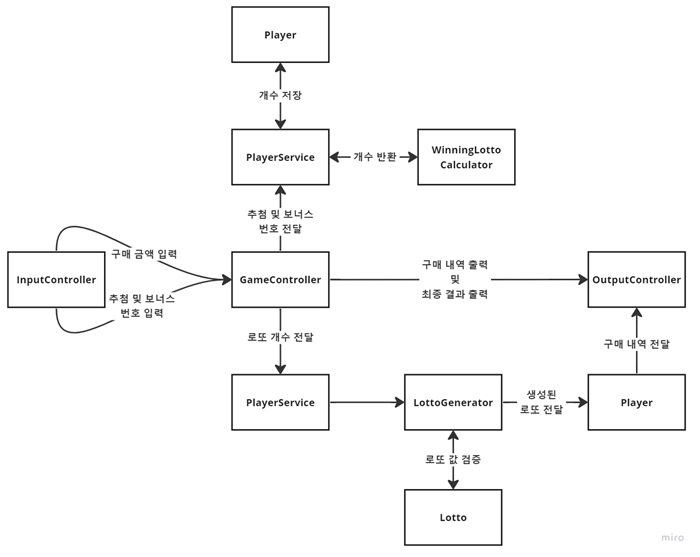 Player
개수 저장
PlayerService
개수 반환
WinningLotto
Calculator
추첨 및 보너스
번호 전달
구매 금액 입력
InputController
GameController
구매 내역 출력
및
최종 결과 출력
OutputController
추첨 및 보너스
번호 입력
로또 개수 전달
구매 내역 전달
PlayerService
LottoGenerator
생성된
로또 전달
Player
로또 값 검증
Lotto
miro